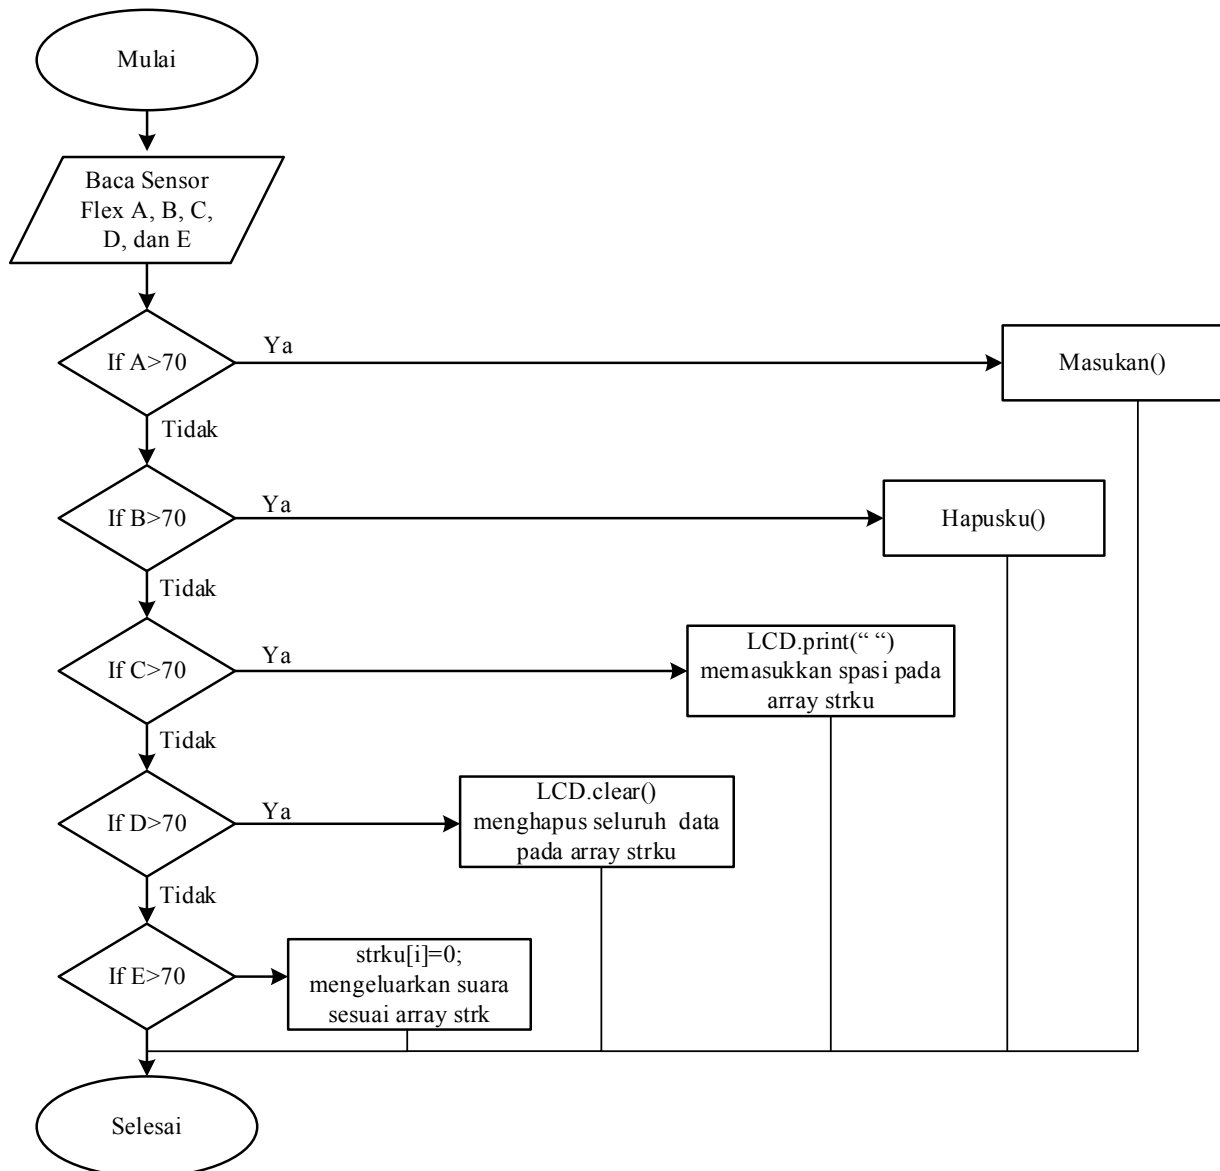 Mulai
Baca Sensor
Flex A, B, C,
D, dan E
If A>70
Ya
Masukan()
Tidak
If B>70
Ya
Hapusku()
Tidak
If C>70
Ya
LCD.print(“ “)
memasukkan spasi pada
array strku
Tidak
If D>70
Ya
LCD.clear()
menghapus seluruh  data
pada array strku
Tidak
If E>70
strku[i]=0;
mengeluarkan suara
sesuai array strk
Selesai